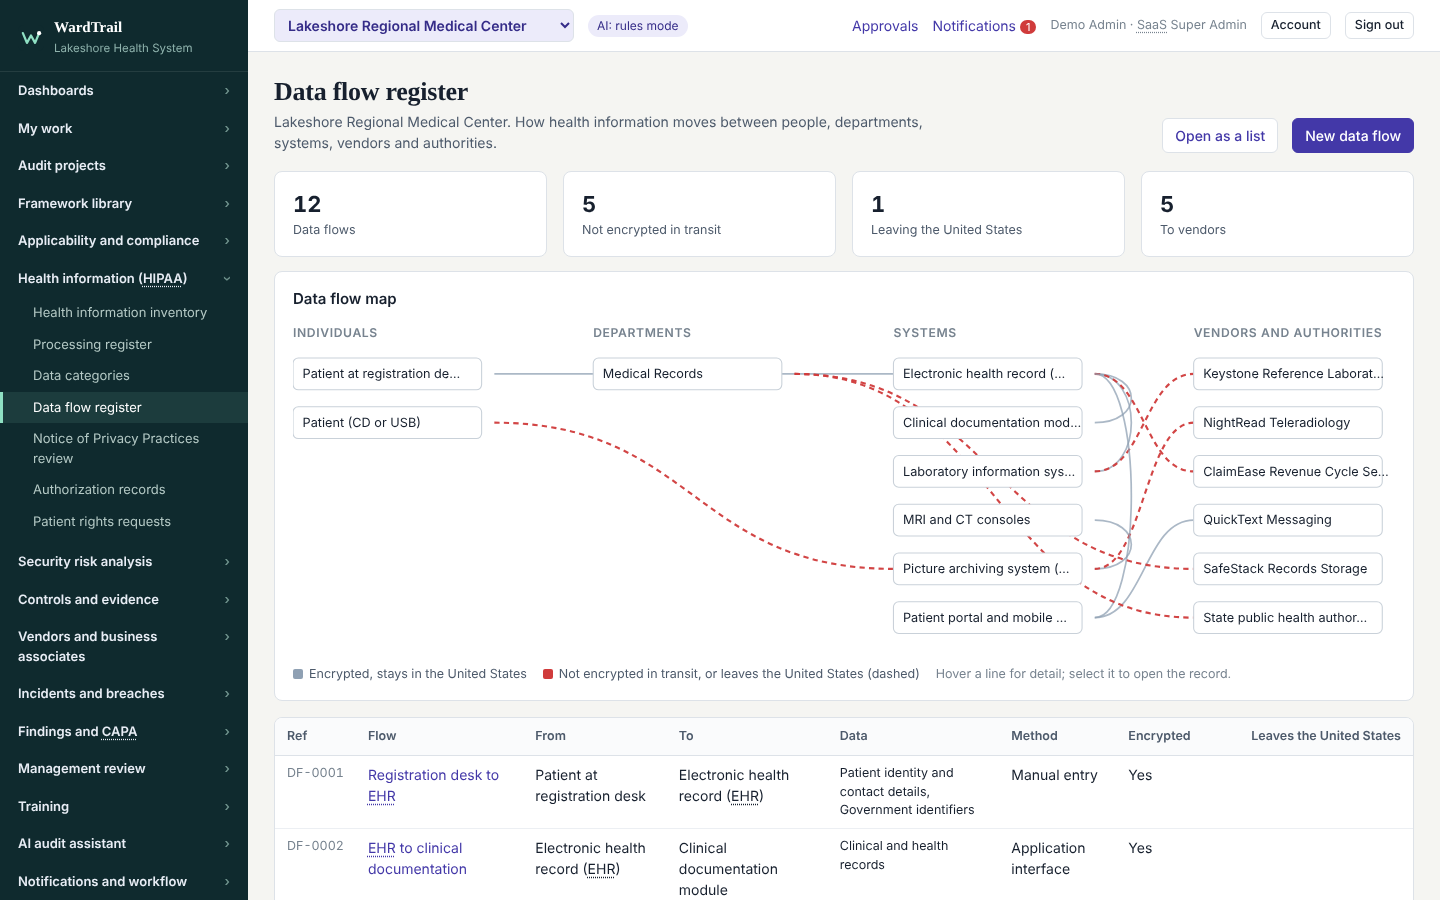 WardTrail
Lakeshore Health System
Dashboards
My work
Audit projects
Framework library
Applicability and compliance
Health information (HIPAA)
Health information inventory
Processing register
Data categories
Data flow register
Notice of Privacy Practices
review
Authorization records
Patient rights requests
Security risk analysis
Controls and evidence
Vendors and business
associates
Incidents and breaches
Findings and CAPA
Management review
Training
AI audit assistant
Notifications and workflow
Lakeshore Regional Medical Center
AI: rules mode
Approvals
Notifications 1
Demo Admin · SaaS Super Admin
Account
Sign out
Data flow register
Lakeshore Regional Medical Center. How health information moves between people, departments,
systems, vendors and authorities.
Open as a list
New data flow
12
Data flows
5
Not encrypted in transit
1
Leaving the United States
5
To vendors
Data flow map
INDIVIDUALS
DEPARTMENTS
SYSTEMS
VENDORS AND AUTHORITIES
Patient at registration de...
Medical Records
Electronic health record (...
Keystone Reference Laborat...
Patient (CD or USB)
Clinical documentation mod...
NightRead Teleradiology
Laboratory information sys...
ClaimEase Revenue Cycle Se...
MRI and CT consoles
QuickText Messaging
Picture archiving system (...
SafeStack Records Storage
Patient portal and mobile ...
State public health author...
Encrypted, stays in the United States
Not encrypted in transit, or leaves the United States (dashed)
Hover a line for detail; select it to open the record.
Ref Flow From To Data Method Encrypted Leaves the United States
DF-0001
Registration desk to
EHR
Patient at
registration desk
Electronic health
record (EHR)
Patient identity and
contact details,
Government identifiers
Manual entry
Yes
DF-0002
EHR to clinical
documentation
Electronic health
record (EHR)
Clinical
documentation
module
Clinical and health
records
Application
interface
Yes